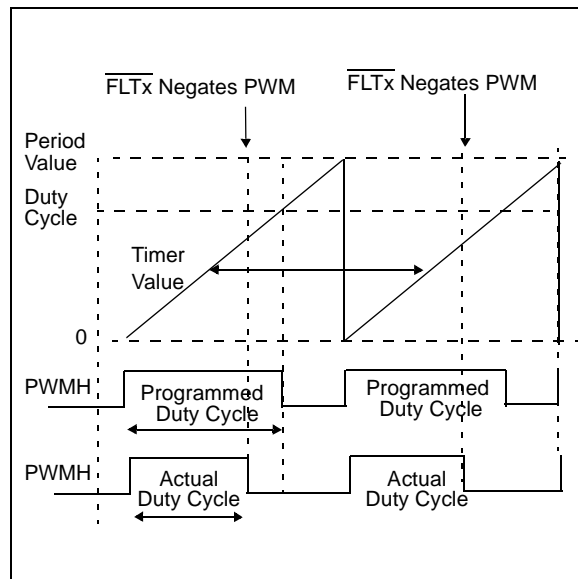 FLTx Negates PWM
FLTx Negates PWM
Period
Value
Duty
Cycle
Timer
Value
0
PWMH
Programmed
Duty Cycle
Programmed
Duty Cycle
PWMH
Actual
Duty Cycle
Actual
Duty Cycle